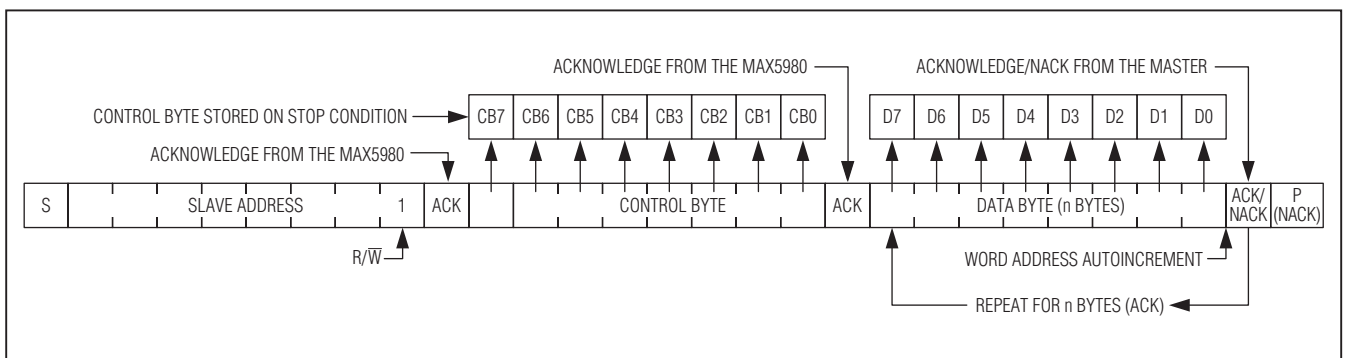 ACKNOWLEDGE FROM THE MAX5980
ACKNOWLEDGE/NACK FROM THE MASTER
CONTROL BYTE STORED ON STOP CONDITION
CB7 CB6 CB5 CB4 CB3 CB2 CB1 CB0
D7 D6 D5 D4 D3 D2 D1 D0
ACKNOWLEDGE FROM THE MAX5980
S SLAVE ADDRESS 1 ACK CONTROL BYTE ACK DATA BYTE (n BYTES) ACK/
NACK P
(NACK)
R/W̅
WORD ADDRESS AUTOINCREMENT
REPEAT FOR n BYTES (ACK)